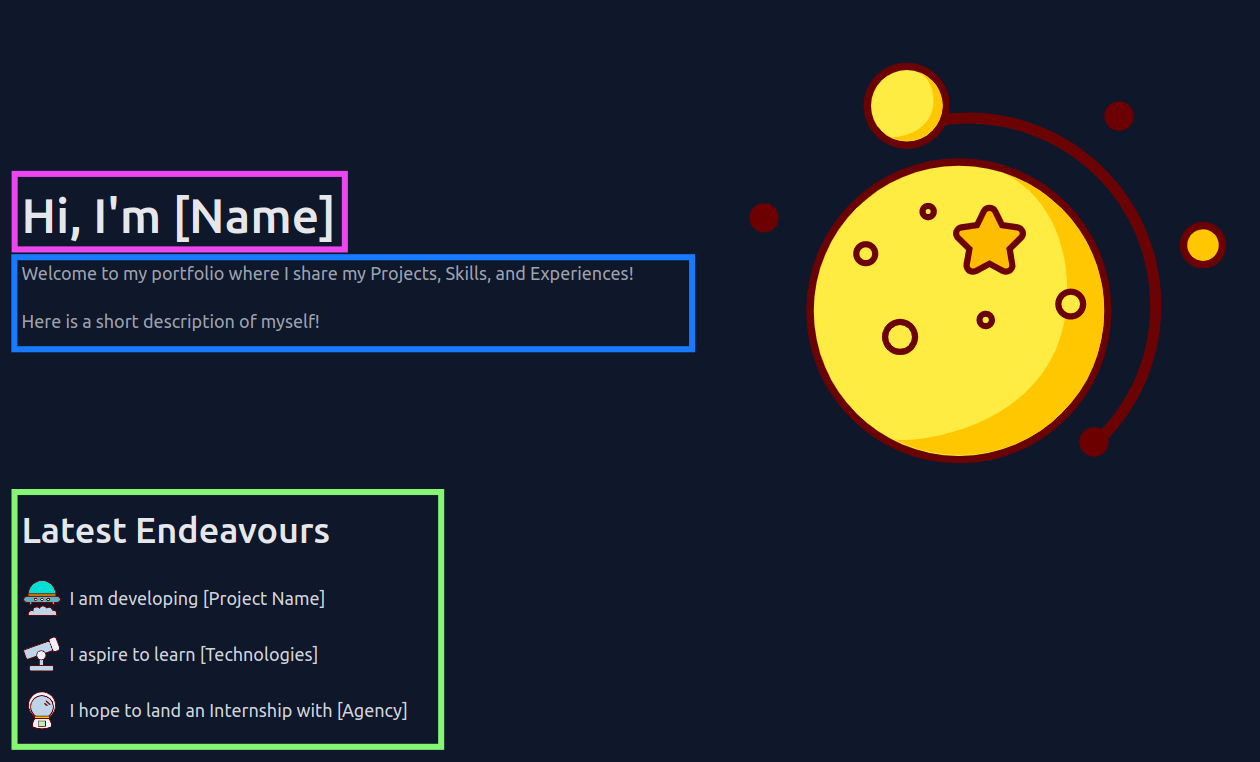 Hi, I'm [Name]
Welcome to my portfolio where I share my Projects, Skills, and Experiences!
Here is a short description of myself!
Latest Endeavours
I am developing [Project Name]
I aspire to learn [Technologies]
I hope to land an Internship with [Agency]